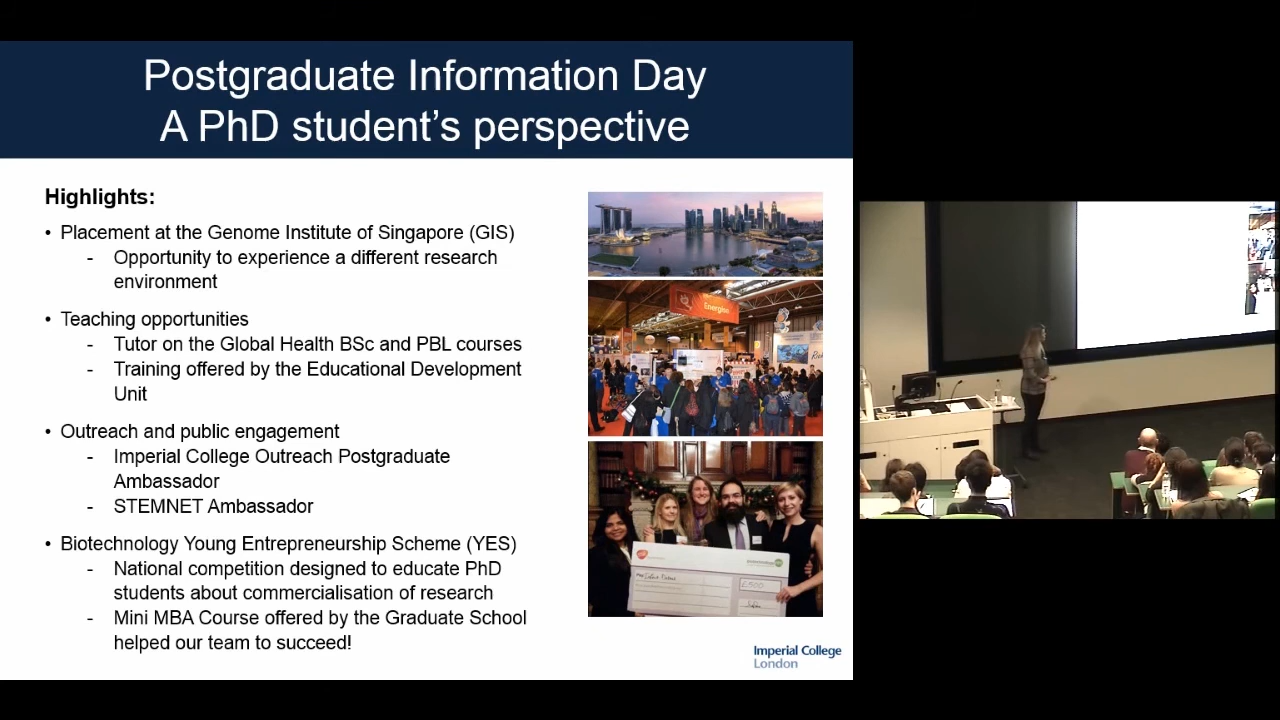 Postgraduate Information Day
A PhD student's perspective
Highlights:
• Placement at the Genome Institute of Singapore (GIS)
- Opportunity to experience a different research
environment
• Teaching opportunities
- Tutor on the Global Health BSc and PBL courses
- Training offered by the Educational Development
Unit
• Outreach and public engagement
- Imperial College Outreach Postgraduate
Ambassador
- STEMNET Ambassador
• Biotechnology Young Entrepreneurship Scheme (YES)
- National competition designed to educate PhD
students about commercialisation of research
- Mini MBA Course offered by the Graduate School
helped our team to succeed!
Energise
£500
Imperial College
London